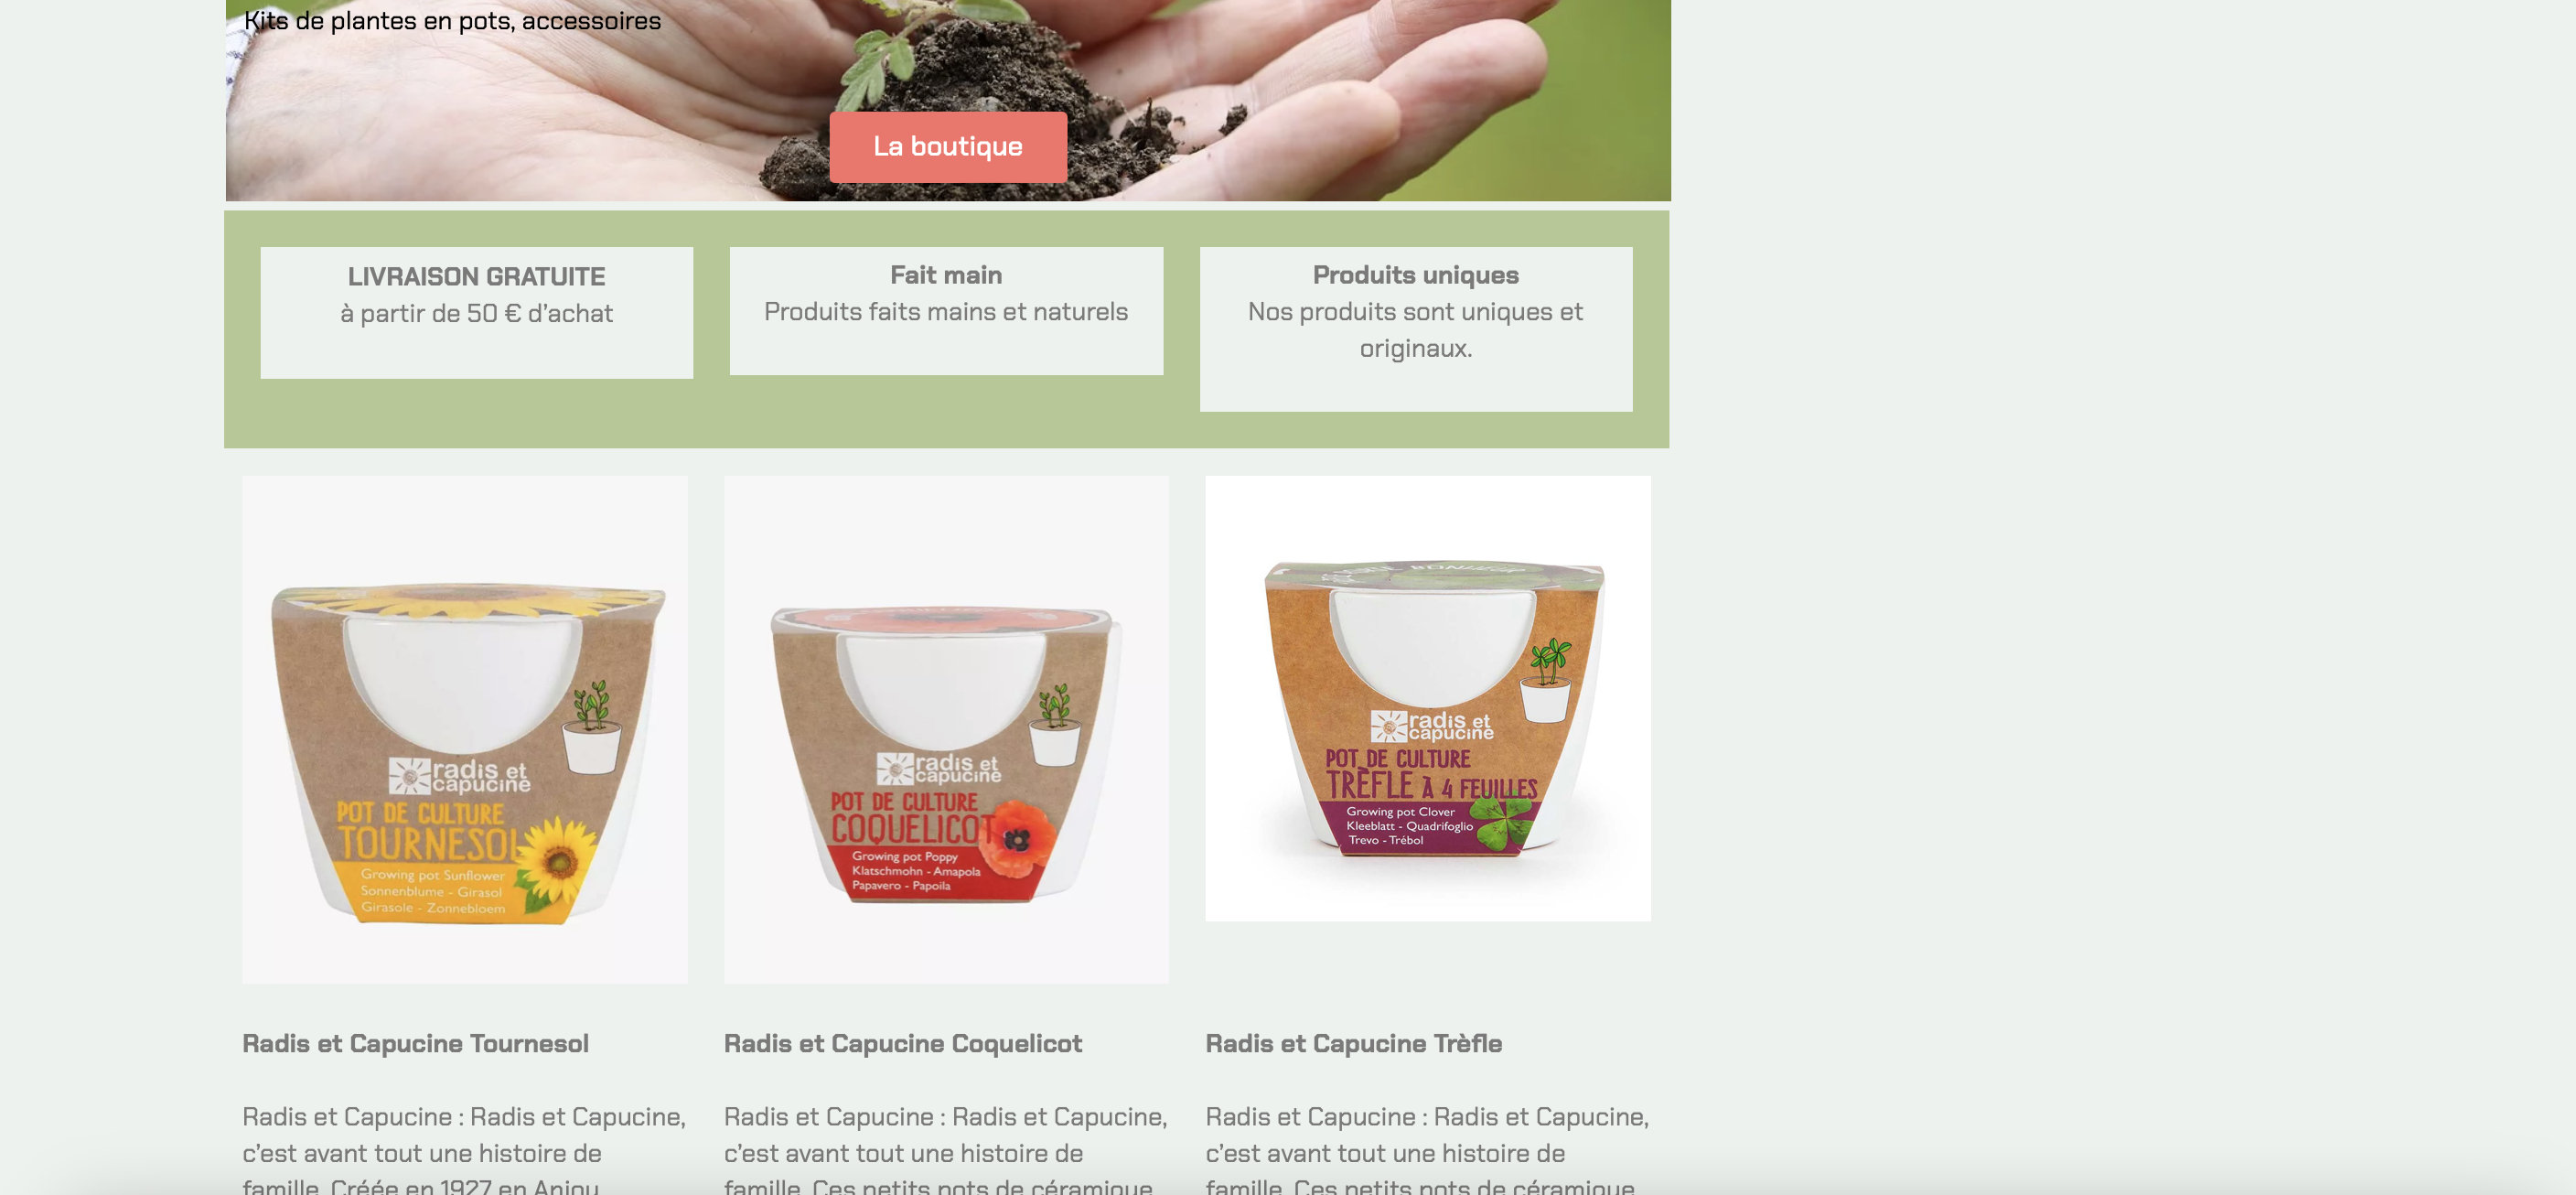 Kits de plantes en pots, accessoires
La boutique
LIVRAISON GRATUITE
à partir de 50 € d'achat
Fait main
Produits faits mains et naturels
Produits uniques
Nos produits sont uniques et
originaux.
radis et
capucine
POT DE CULTURE
TOURNESOL
Growing pot Sunflower
Sonnenblume - Girasol
Girasole - Zonnebloem
radis et
capucine
POT DE CULTURE
COQUELICOT
Growing pot Poppy
Klatschmohn - Amapola
Papavero - Papoila
BONHEUR
radis et
capucine
POT DE CULTURE
TRÈFLE À 4 FEUILLES
Growing pot Clover
Kleeblatt - Quadrifoglio
Trevo - Trébol
Radis et Capucine Tournesol
Radis et Capucine : Radis et Capucine,
c'est avant tout une histoire de
famille. Créée en 1927 en Anjou
Radis et Capucine Coquelicot
Radis et Capucine : Radis et Capucine,
c'est avant tout une histoire de
famille. Ces petits pots de céramique
Radis et Capucine Trèfle
Radis et Capucine : Radis et Capucine,
c'est avant tout une histoire de
famille. Ces petits pots de céramique